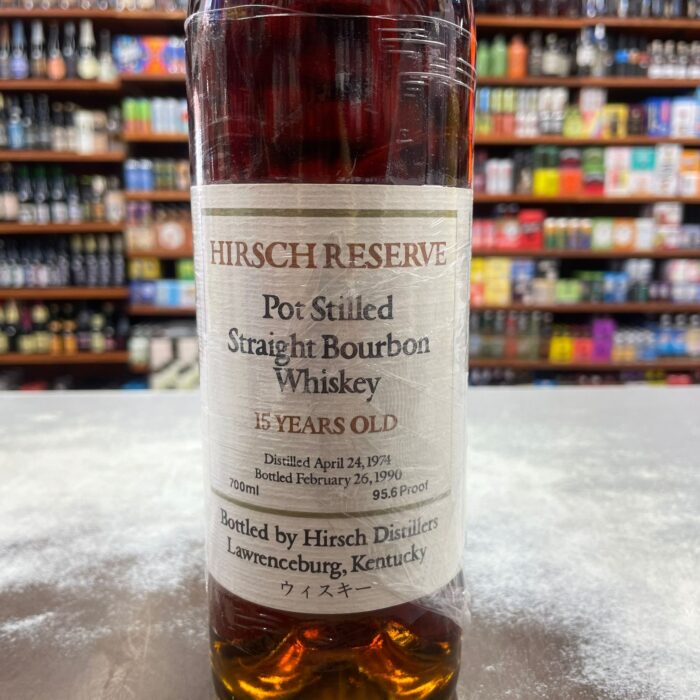 HIRSCH RESERVE
Pot Stilled
Straight Bourbon
Whiskey
15 YEARS OLD
Distilled April 24, 1974
Bottled February 26, 1990
700ml 95.6 Proof
Bottled by Hirsch Distillers
Lawrenceburg, Kentucky
ウィスキー